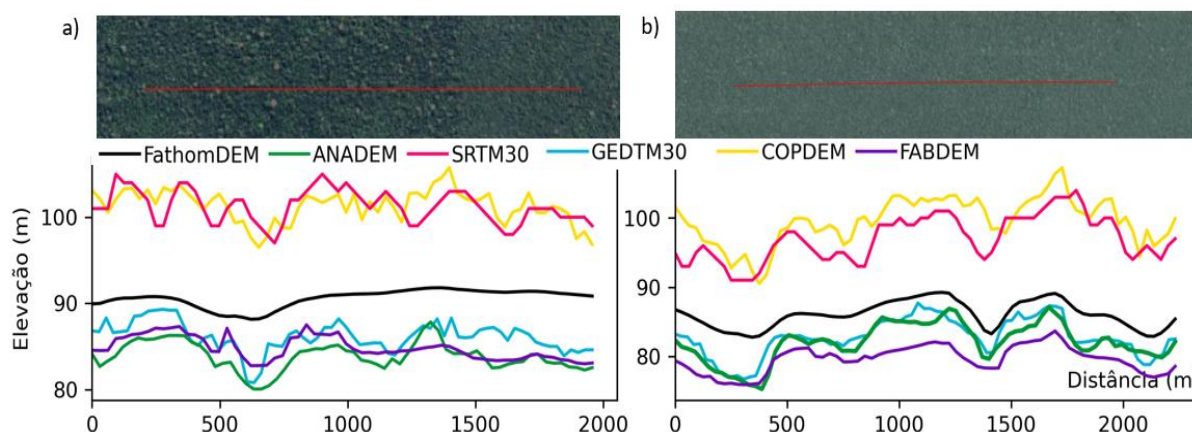 a) b)
FathomDEM ANADEM SRTM30 GEDTM30 COPDEM FABDEM
Elevação (m)
100
90
80
0 500 1000 1500 2000
100
90
80
Distância (m
0 500 1000 1500 2000